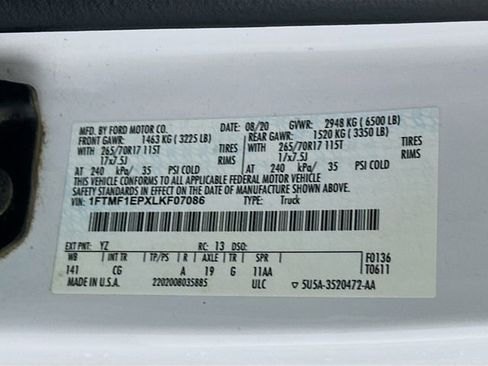 MFD. BY FORD MOTOR CO. DATE: 08/20 GVWR: 2948 KG (6500 LB)
FRONT GAWR: 1463 KG (3225 LB) REAR GAWR: 1520 KG (3350 LB)
WITH 265/70R17 115T TIRES WITH 265/70R17 115T TIRES
17x7.5J RIMS 17x7.5J RIMS
AT 240 kPa/ 35 PSI COLD AT 240 kPa/ 35 PSI COLD
THIS VEHICLE CONFORMS TO ALL APPLICABLE FEDERAL MOTOR VEHICLE
SAFETY STANDARDS IN EFFECT ON THE DATE OF MANUFACTURE SHOWN ABOVE.
VIN: 1FTMF1EPXLKF07086 TYPE: Truck
EXT PNT: YZ RC: 13 DSO: F0136
WB INT TR TP/PS R AXLE TR SPR T0611
141 CG A 19 G 11AA
MADE IN U.S.A. 2202008035885 ULC 5U5A-3520472-AA